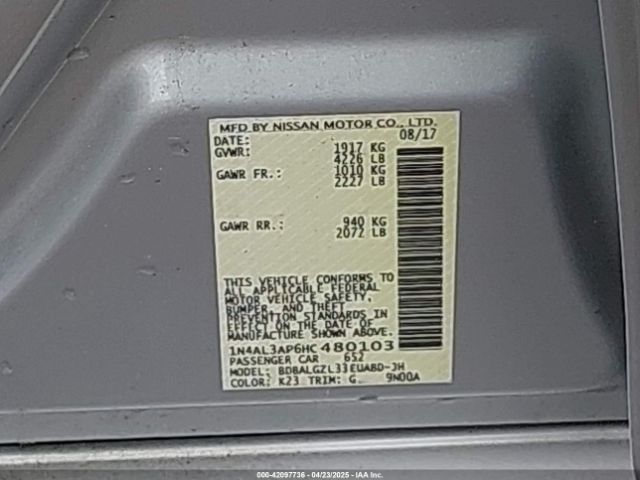 MFD BY NISSAN MOTOR CO., LTD.
DATE: 08/17
GVWR: 1917 KG
4226 LB
GAWR FR.: 1010 KG
2227 LB
GAWR RR.: 940 KG
2072 LB
THIS VEHICLE CONFORMS TO
ALL APPLICABLE FEDERAL
MOTOR VEHICLE SAFETY,
BUMPER, AND THEFT
PREVENTION STANDARDS
IN EFFECT ON THE DATE OF
MANUFACTURE SHOWN ABOVE.
1N4AL3AP6HC480103
PASSENGER CAR 652
MODEL: BDBALGZL33EUABD-JH
COLOR: K23 TRIM: G 9N00A
000-42097736 - 04/23/2025 - IAA Inc.